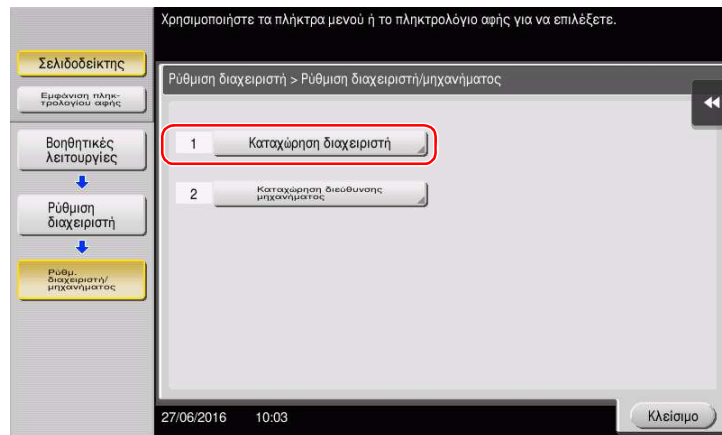 Χρησιμοποιήστε τα πλήκτρα μενού ή το πληκτρολόγιο αφής για να επιλέξετε.
Σελιδοδείκτης
Εμφάνιση πληκ-
τρολογίου αφής
Βοηθητικές
λειτουργίες
Ρύθμιση
διαχειριστή
Ρύθμ.
διαχειριστή/
μηχανήματος
Ρύθμιση διαχειριστή > Ρύθμιση διαχειριστή/μηχανήματος
1 Καταχώρηση διαχειριστή
2 Καταχώρηση διεύθυνσης
μηχανήματος
27/06/2016 10:03
Κλείσιμο